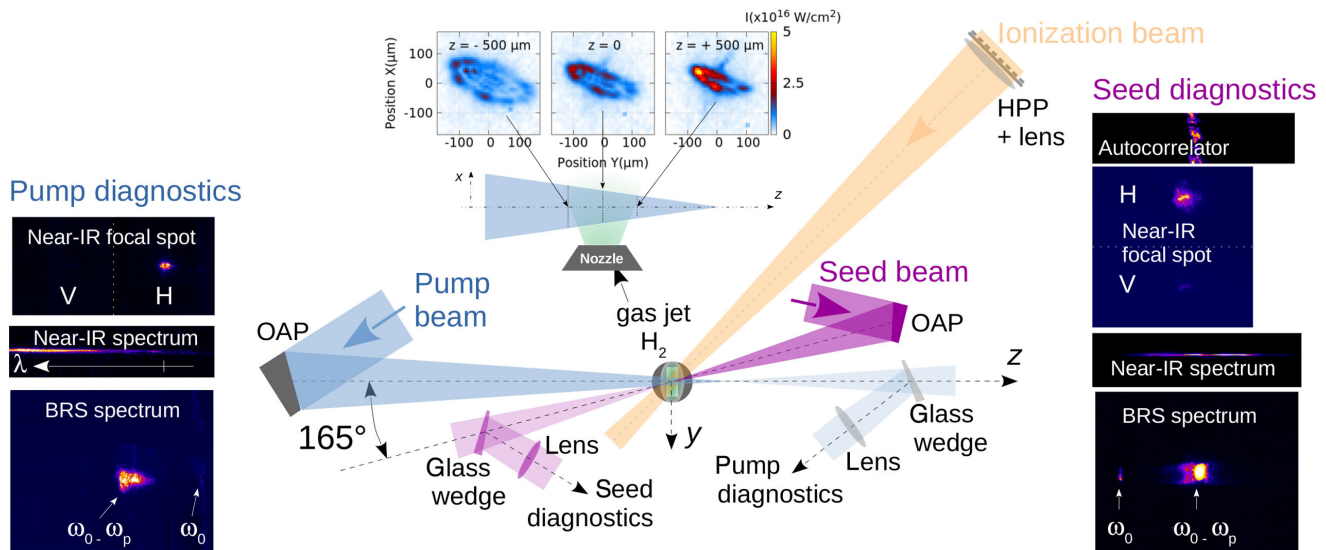 I(x10¹⁶ W/cm²)
z = - 500 µm
z = 0
z = + 500 µm
Position X(µm)
100
0
-100
-100 0 100
-100 0 100
-100 0 100
Position Y(µm)
5
2.5
0
x
z
Nozzle
gas jet
H₂
Ionization beam
HPP
+ lens
Pump diagnostics
Near-IR focal spot
V
H
Near-IR spectrum
λ
BRS spectrum
ω₀ - ωₚ
ω₀
OAP
Pump
beam
165°
Glass
wedge
Lens
Seed
diagnostics
y
z
Seed beam
OAP
Glass
wedge
Lens
Pump
diagnostics
Seed diagnostics
Autocorrelator
H
Near-IR
focal spot
V
Near-IR spectrum
BRS spectrum
ω₀
ω₀ - ωₚ